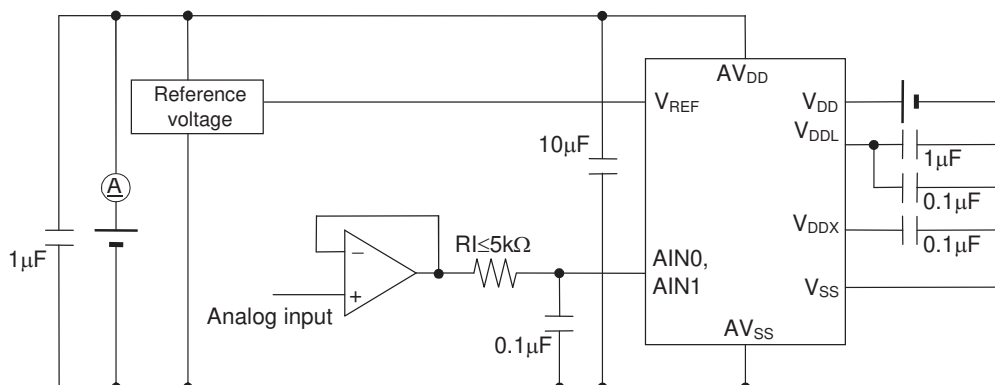 AVDD
Reference
voltage
VREF
VDD
VDDL
10μF
1μF
A
0.1μF
VDDX
0.1μF
1μF
RI≤5kΩ
−
AIN0,
AIN1
+
VSS
Analog input
0.1μF
AVSS